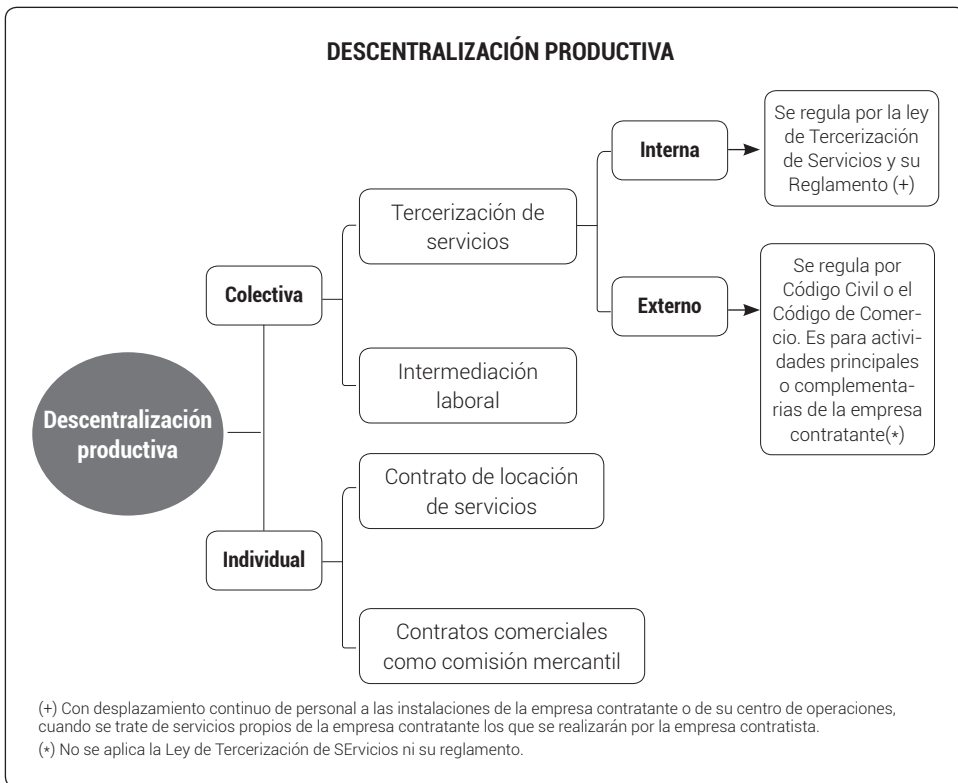 DESCENTRALIZACIÓN PRODUCTIVA
Descentralización
productiva
Colectiva
Tercerización de
servicios
Interna
Se regula por la ley
de Tercerización
de Servicios y su
Reglamento (+)
Externo
Se regula por
Código Civil o el
Código de Comer-
cio. Es para activi-
dades principales
o complementa-
rias de la empresa
contratante(*)
Intermediación
laboral
Individual
Contrato de locación
de servicios
Contratos comerciales
como comisión mercantil
(+) Con desplazamiento continuo de personal a las instalaciones de la empresa contratante o de su centro de operaciones,
cuando se trate de servicios propios de la empresa contratante los que se realizarán por la empresa contratista.
(*) No se aplica la Ley de Tercerización de SErvicios ni su reglamento.